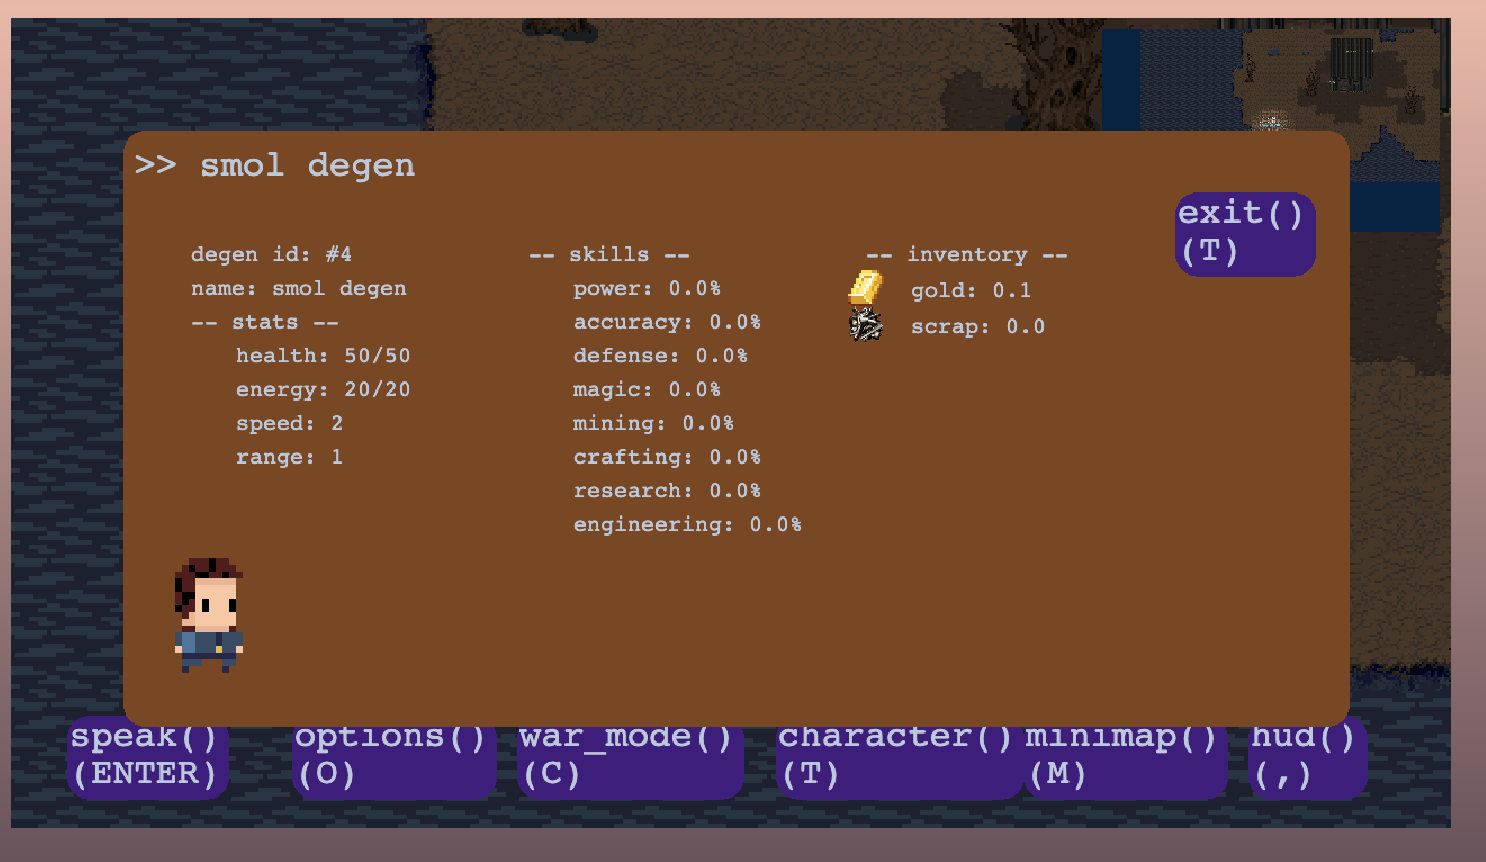 >> smol degen
exit()
(T)
degen id: #4
name: smol degen
-- stats --
health: 50/50
energy: 20/20
speed: 2
range: 1
-- skills --
power: 0.0%
accuracy: 0.0%
defense: 0.0%
magic: 0.0%
mining: 0.0%
crafting: 0.0%
research: 0.0%
engineering: 0.0%
-- inventory --
gold: 0.1
scrap: 0.0
speak()
(ENTER)
options()
(O)
war_mode()
(C)
character()
(T)
minimap()
(M)
hud()
(,)